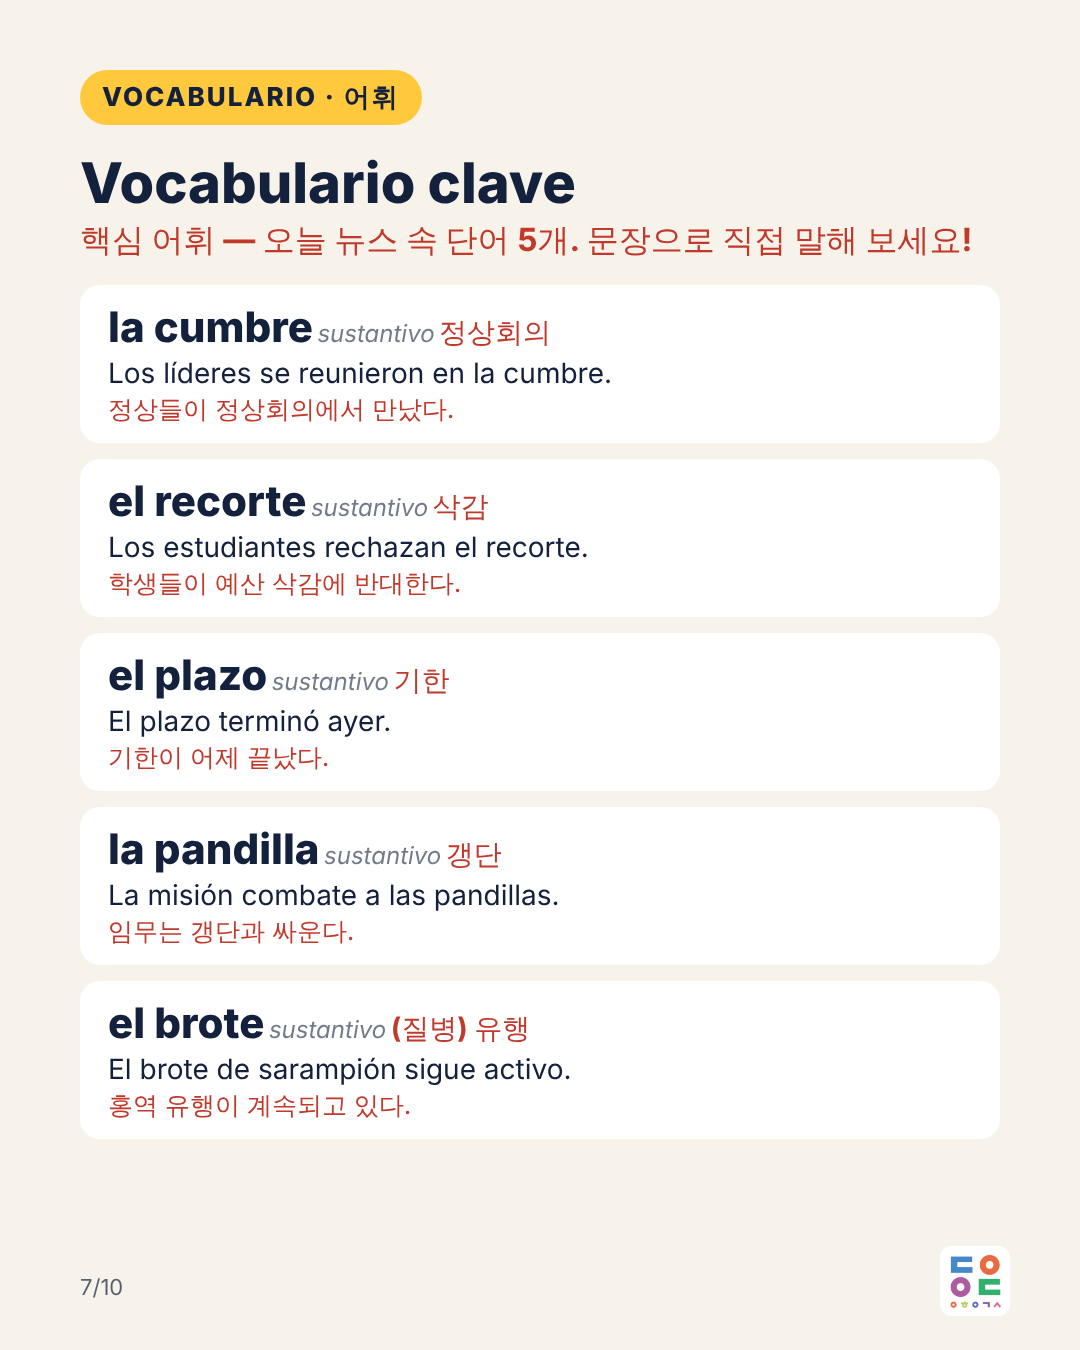 VOCABULARIO · 어휘
Vocabulario clave
핵심 어휘 — 오늘 뉴스 속 단어 5개. 문장으로 직접 말해 보세요!
la cumbre sustantivo 정상회의
Los líderes se reunieron en la cumbre.
정상들이 정상회의에서 만났다.
el recorte sustantivo 삭감
Los estudiantes rechazan el recorte.
학생들이 예산 삭감에 반대한다.
el plazo sustantivo 기한
El plazo terminó ayer.
기한이 어제 끝났다.
la pandilla sustantivo 갱단
La misión combate a las pandillas.
임무는 갱단과 싸운다.
el brote sustantivo (질병) 유행
El brote de sarampión sigue activo.
홍역 유행이 계속되고 있다.
7/10